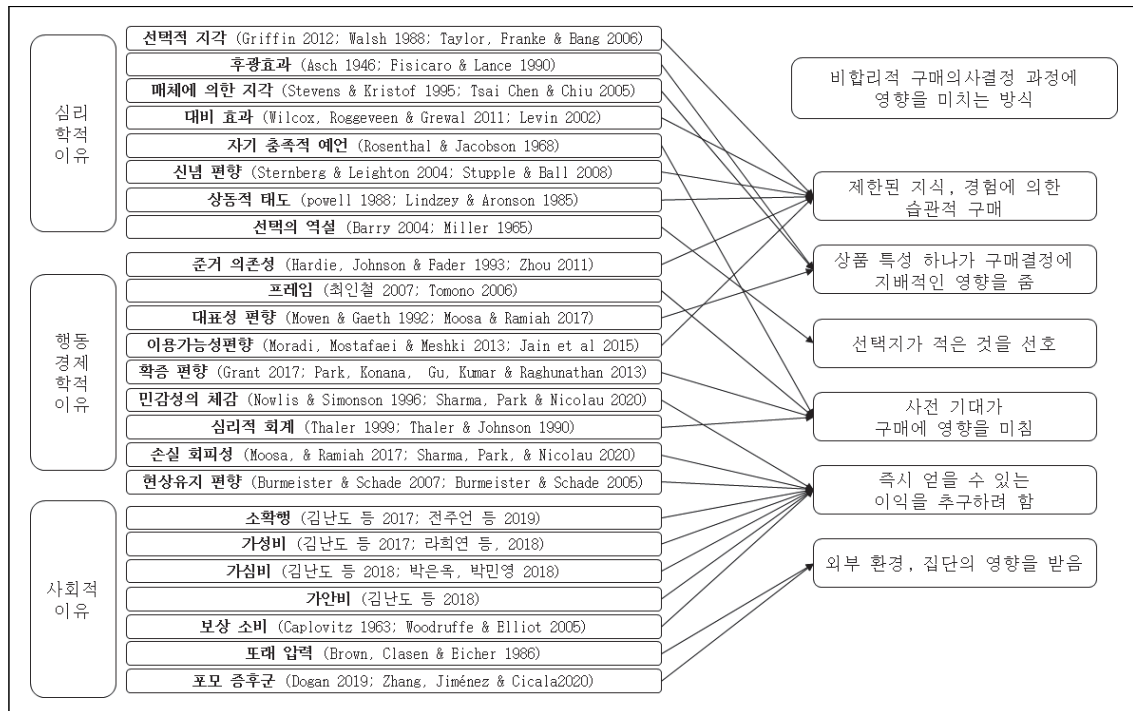 심리
학적
이유
선택적 지각 (Griffin 2012; Walsh 1988; Taylor, Franke & Bang 2006)
후광효과 (Asch 1946; Fisicaro & Lance 1990)
매체에 의한 지각 (Stevens & Kristof 1995; Tsai Chen & Chiu 2005)
대비 효과 (Wilcox, Roggeveen & Grewal 2011; Levin 2002)
자기 충족적 예언 (Rosenthal & Jacobson 1968)
신념 편향 (Sternberg & Leighton 2004; Stupple & Ball 2008)
상동적 태도 (powell 1988; Lindzey & Aronson 1985)
선택의 역설 (Barry 2004; Miller 1965)
행동
경제
학적
이유
준거 의존성 (Hardie, Johnson & Fader 1993; Zhou 2011)
프레임 (최인철 2007; Tomono 2006)
대표성 편향 (Mowen & Gaeth 1992; Moosa & Ramiah 2017)
이용가능성편향 (Moradi, Mostafaei & Meshki 2013; Jain et al 2015)
확증 편향 (Grant 2017; Park, Konana, Gu, Kumar & Raghunathan 2013)
민감성의 체감 (Nowlis & Simonson 1996; Sharma, Park & Nicolau 2020)
심리적 회계 (Thaler 1999; Thaler & Johnson 1990)
손실 회피성 (Moosa, & Ramiah 2017; Sharma, Park, & Nicolau 2020)
현상유지 편향 (Burmeister & Schade 2007; Burmeister & Schade 2005)
사회적
이유
소확행 (김난도 등 2017; 전주언 등 2019)
가성비 (김난도 등 2017; 라희연 등, 2018)
가심비 (김난도 등 2018; 박은옥, 박민영 2018)
가안비 (김난도 등 2018)
보상 소비 (Caplovitz 1963; Woodruffe & Elliot 2005)
또래 압력 (Brown, Clasen & Eicher 1986)
포모 증후군 (Dogan 2019; Zhang, Jiménez & Cicala2020)
비합리적 구매의사결정 과정에
영향을 미치는 방식
제한된 지식, 경험에 의한
습관적 구매
상품 특성 하나가 구매결정에
지배적인 영향을 줌
선택지가 적은 것을 선호
사전 기대가
구매에 영향을 미침
즉시 얻을 수 있는
이익을 추구하려 함
외부 환경, 집단의 영향을 받음